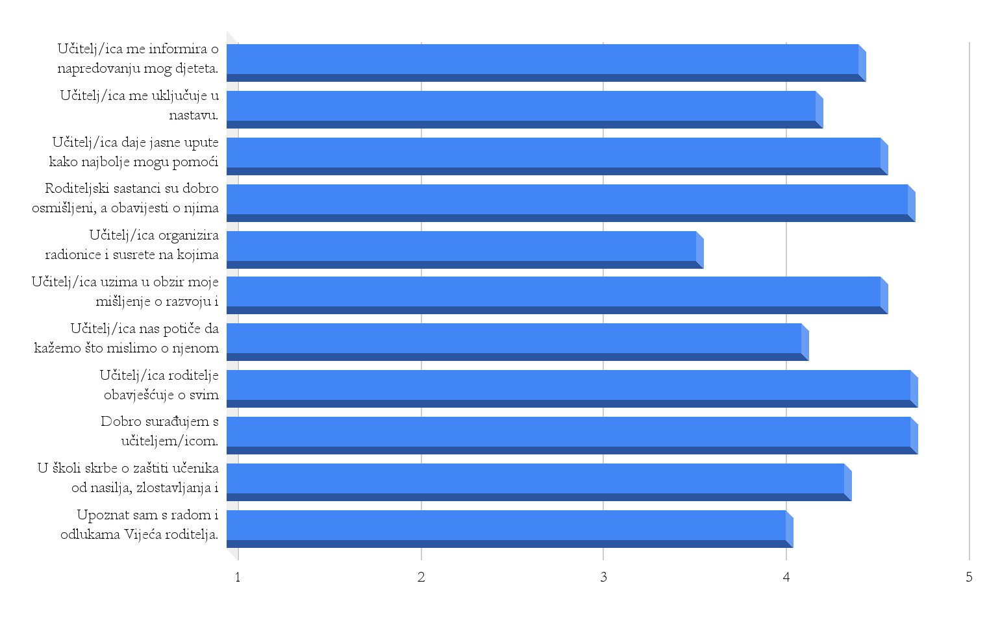 Učitelj/ica me informira o
napredovanju mog djeteta.
Učitelj/ica me uključuje u
nastavu.
Učitelj/ica daje jasne upute
kako najbolje mogu pomoći
Roditeljski sastanci su dobro
osmišljeni, a obavijesti o njima
Učitelj/ica organizira
radionice i susrete na kojima
Učitelj/ica uzima u obzir moje
mišljenje o razvoju i
Učitelj/ica nas potiče da
kažemo što mislimo o njenom
Učitelj/ica roditelje
obavješćuje o svim
Dobro surađujem s
učiteljem/icom.
U školi skrbe o zaštiti učenika
od nasilja, zlostavljanja i
Upoznat sam s radom i
odlukama Vijeća roditelja.
1 2 3 4 5